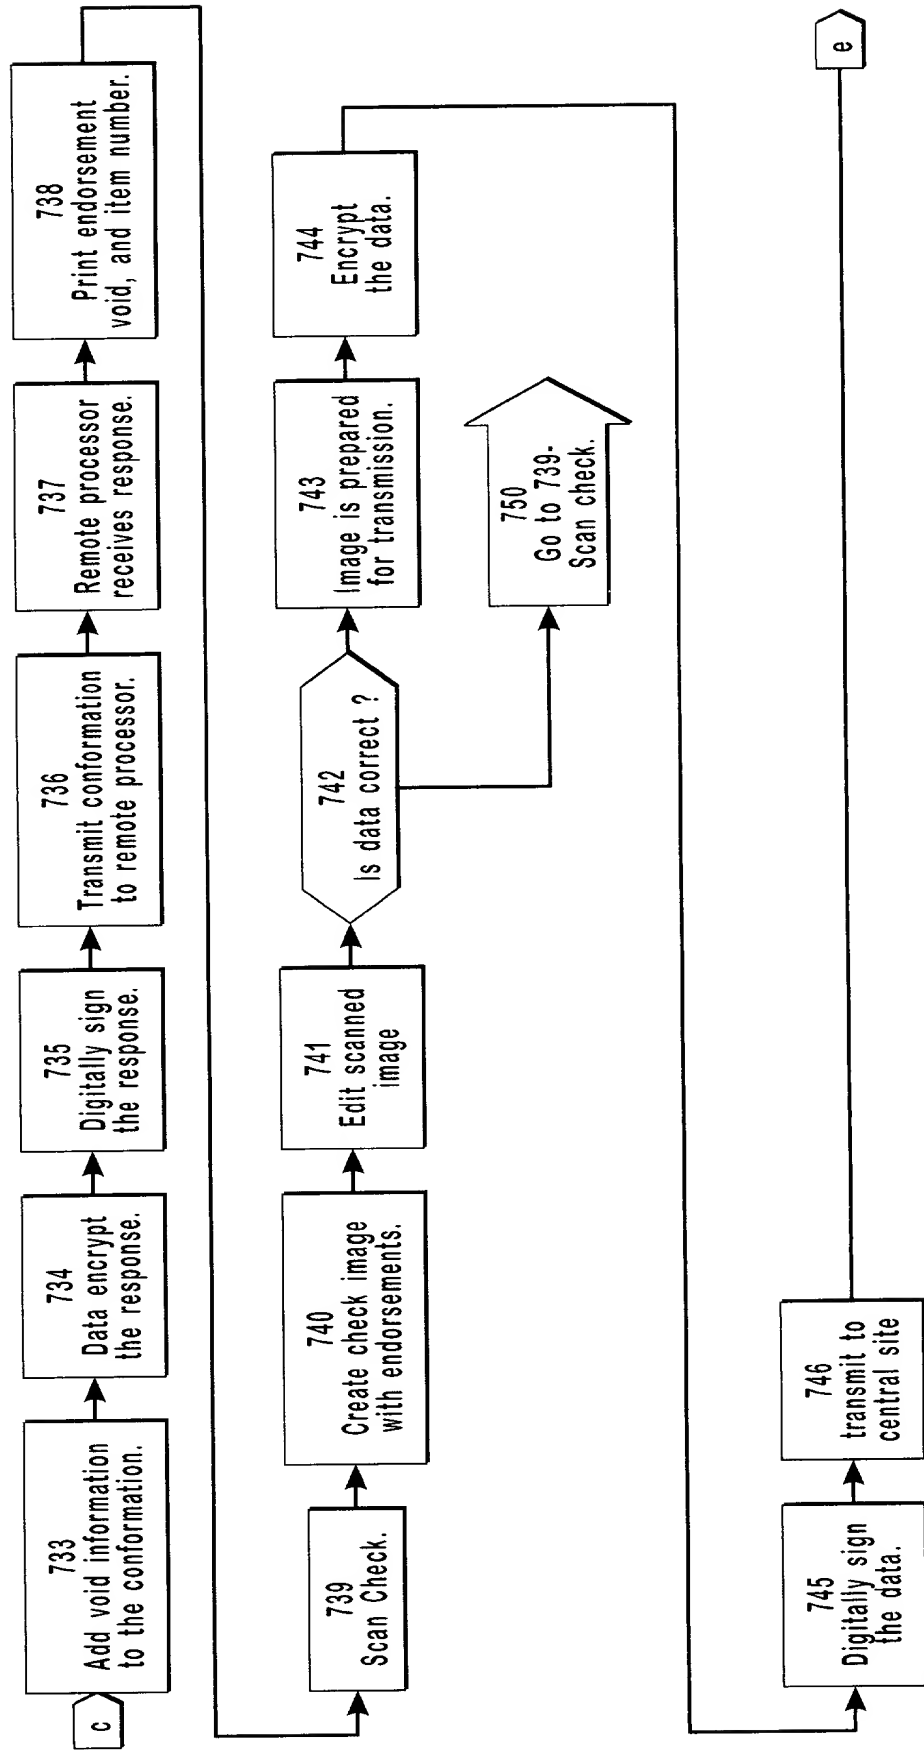 c
733
Add void information
to the conformation.
734
Data encrypt
the response.
735
Digitally sign
the response.
736
Transmit conformation
to remote processor.
737
Remote processor
receives response.
738
Print endorsement
void, and item number.
739
Scan Check.
740
Create check image
with endorsements.
741
Edit scanned
image
742
Is data correct ?
743
Image is prepared
for transmission.
744
Encrypt
the data.
750
Go to 739-
Scan check.
745
Digitally sign
the data.
746
transmit to
central site
e